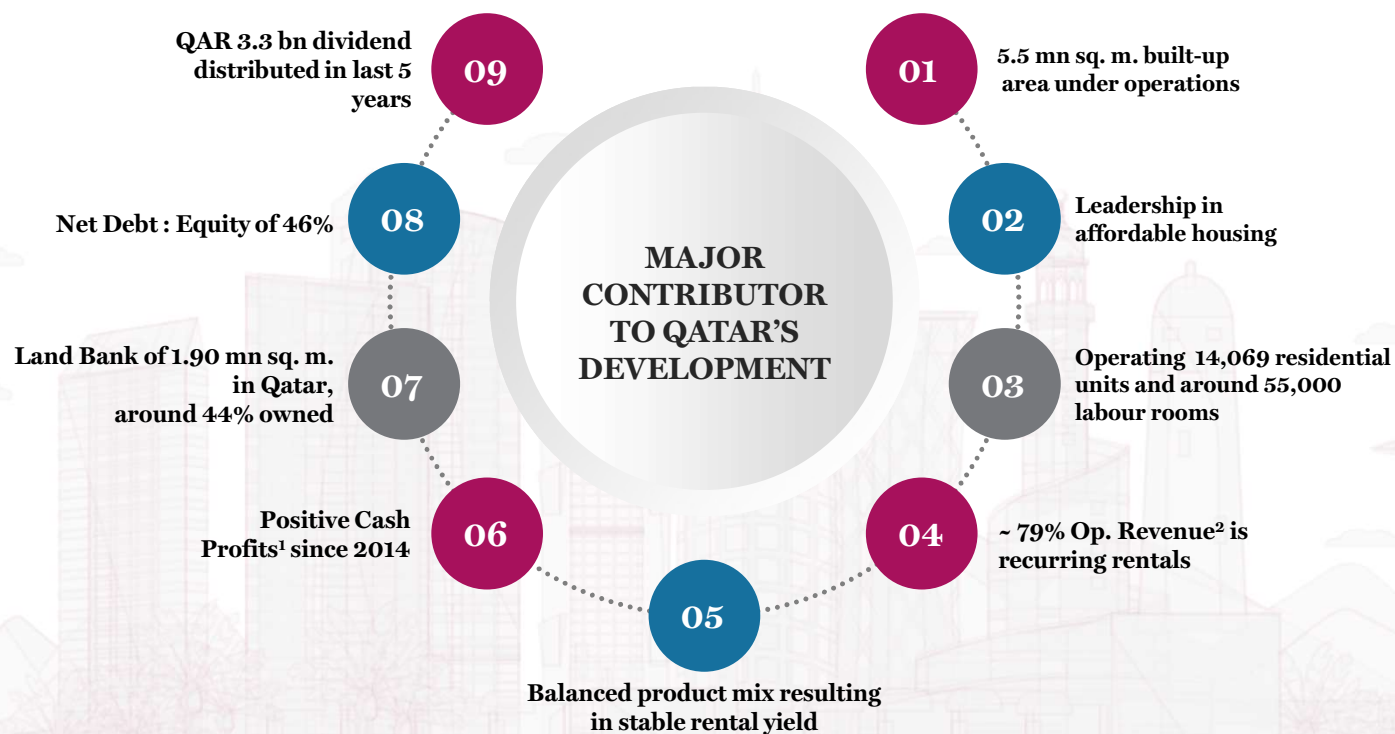 MAJOR
CONTRIBUTOR
TO QATAR’S
DEVELOPMENT
01
5.5 mn sq. m. built-up
area under operations
02
Leadership in
affordable housing
03
Operating 14,069 residential
units and around 55,000
labour rooms
04
~ 79% Op. Revenue² is
recurring rentals
05
Balanced product mix resulting
in stable rental yield
06
Positive Cash
Profits¹ since 2014
07
Land Bank of 1.90 mn sq. m.
in Qatar,
around 44% owned
08
Net Debt : Equity of 46%
09
QAR 3.3 bn dividend
distributed in last 5
years